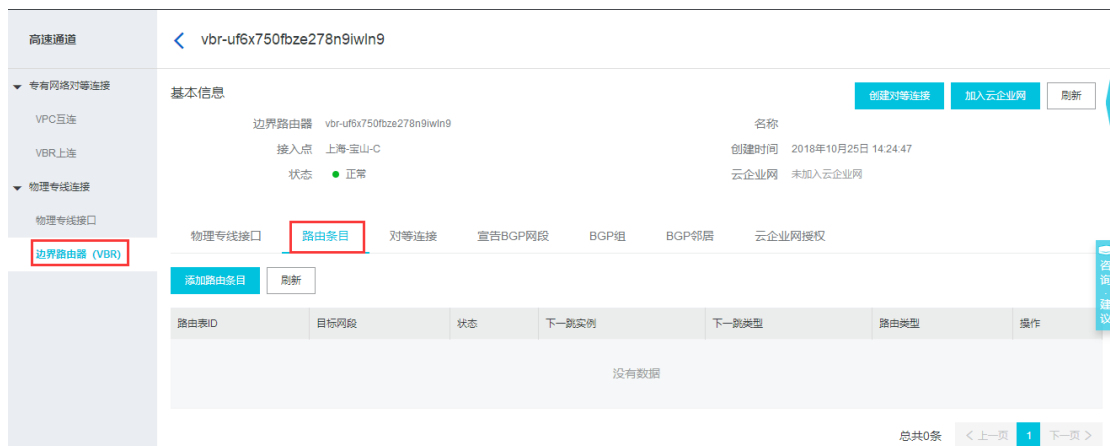 高速通道
vbr-uf6x750fbze278n9iwln9
专有网络对等连接
VPC互连
VBR上连
物理专线连接
物理专线接口
边界路由器（VBR）
基本信息
创建对等连接 加入云企业网 刷新
边界路由器 vbr-uf6x750fbze278n9iwln9 名称
接入点 上海-宝山-C 创建时间 2018年10月25日 14:24:47
状态 正常 云企业网 未加入云企业网
物理专线接口 路由条目 对等连接 宣告BGP网段 BGP组 BGP邻居 云企业网授权
添加路由条目 刷新
路由表ID 目标网段 状态 下一跳实例 下一跳类型 路由类型 操作
没有数据
总共0条 上一页 1 下一页
咨询·建议